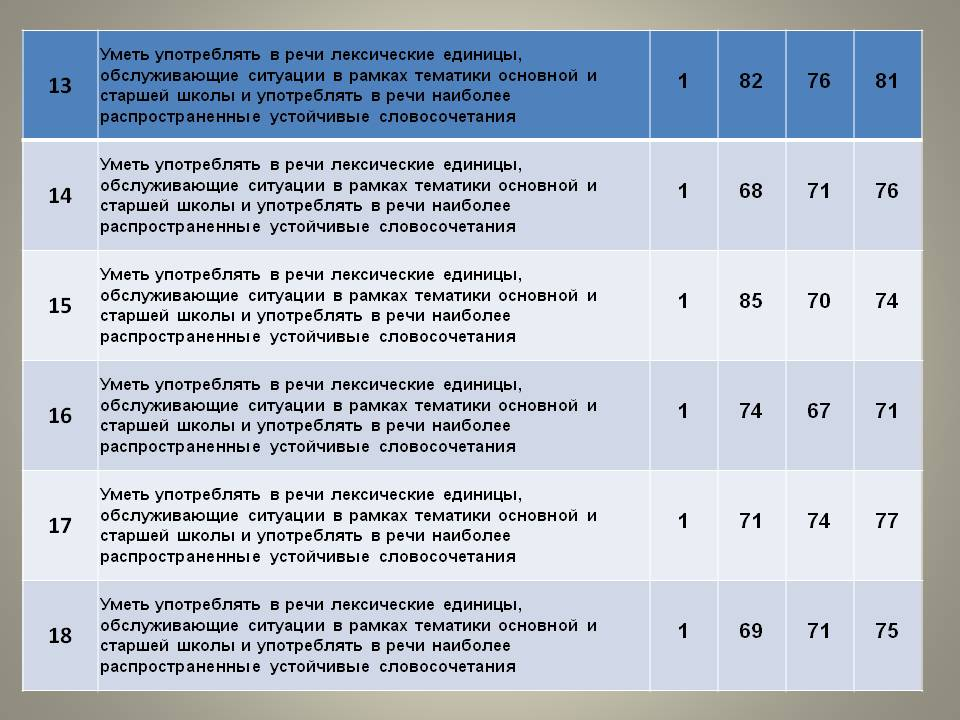 13
Уметь употреблять в речи лексические единицы,
обслуживающие ситуации в рамках тематики основной и
старшей школы и употреблять в речи наиболее
распространенные устойчивые словосочетания
1 82 76 81
14
Уметь употреблять в речи лексические единицы,
обслуживающие ситуации в рамках тематики основной и
старшей школы и употреблять в речи наиболее
распространенные устойчивые словосочетания
1 68 71 76
15
Уметь употреблять в речи лексические единицы,
обслуживающие ситуации в рамках тематики основной и
старшей школы и употреблять в речи наиболее
распространенные устойчивые словосочетания
1 85 70 74
16
Уметь употреблять в речи лексические единицы,
обслуживающие ситуации в рамках тематики основной и
старшей школы и употреблять в речи наиболее
распространенные устойчивые словосочетания
1 74 67 71
17
Уметь употреблять в речи лексические единицы,
обслуживающие ситуации в рамках тематики основной и
старшей школы и употреблять в речи наиболее
распространенные устойчивые словосочетания
1 71 74 77
18
Уметь употреблять в речи лексические единицы,
обслуживающие ситуации в рамках тематики основной и
старшей школы и употреблять в речи наиболее
распространенные устойчивые словосочетания
1 69 71 75